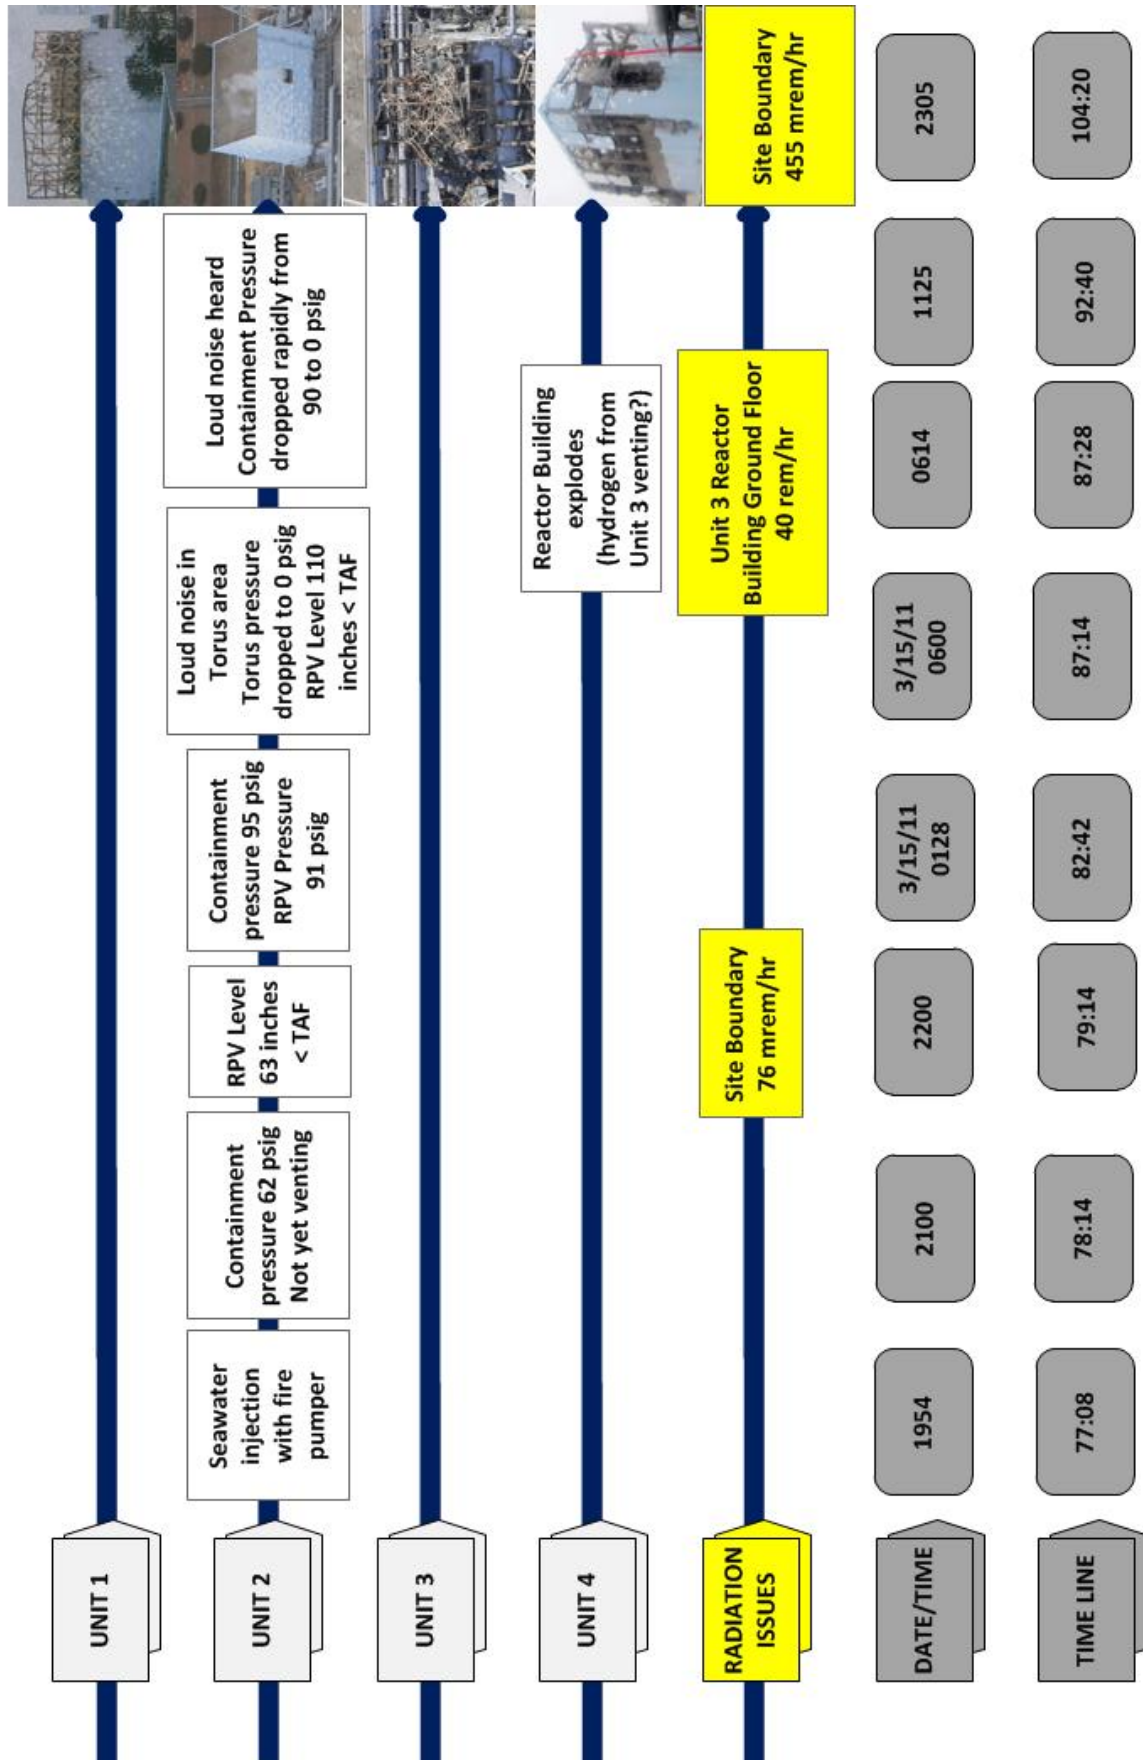 UNIT 1
UNIT 2
Seawater
injection
with fire
pumper
Containment
pressure 62 psig
Not yet venting
RPV Level
63 inches
< TAF
Containment
pressure 95 psig
RPV Pressure
91 psig
Loud noise in
Torus area
Torus pressure
dropped to 0 psig
RPV Level 110
inches < TAF
Loud noise heard
Containment Pressure
dropped rapidly from
90 to 0 psig
UNIT 3
UNIT 4
Reactor Building
explodes
(hydrogen from
Unit 3 venting?)
RADIATION
ISSUES
Site Boundary
76 mrem/hr
Unit 3 Reactor
Building Ground Floor
40 rem/hr
Site Boundary
455 mrem/hr
DATE/TIME
1954
2100
2200
3/15/11
0128
3/15/11
0600
0614
1125
2305
TIME LINE
77:08
78:14
79:14
82:42
87:14
87:28
92:40
104:20